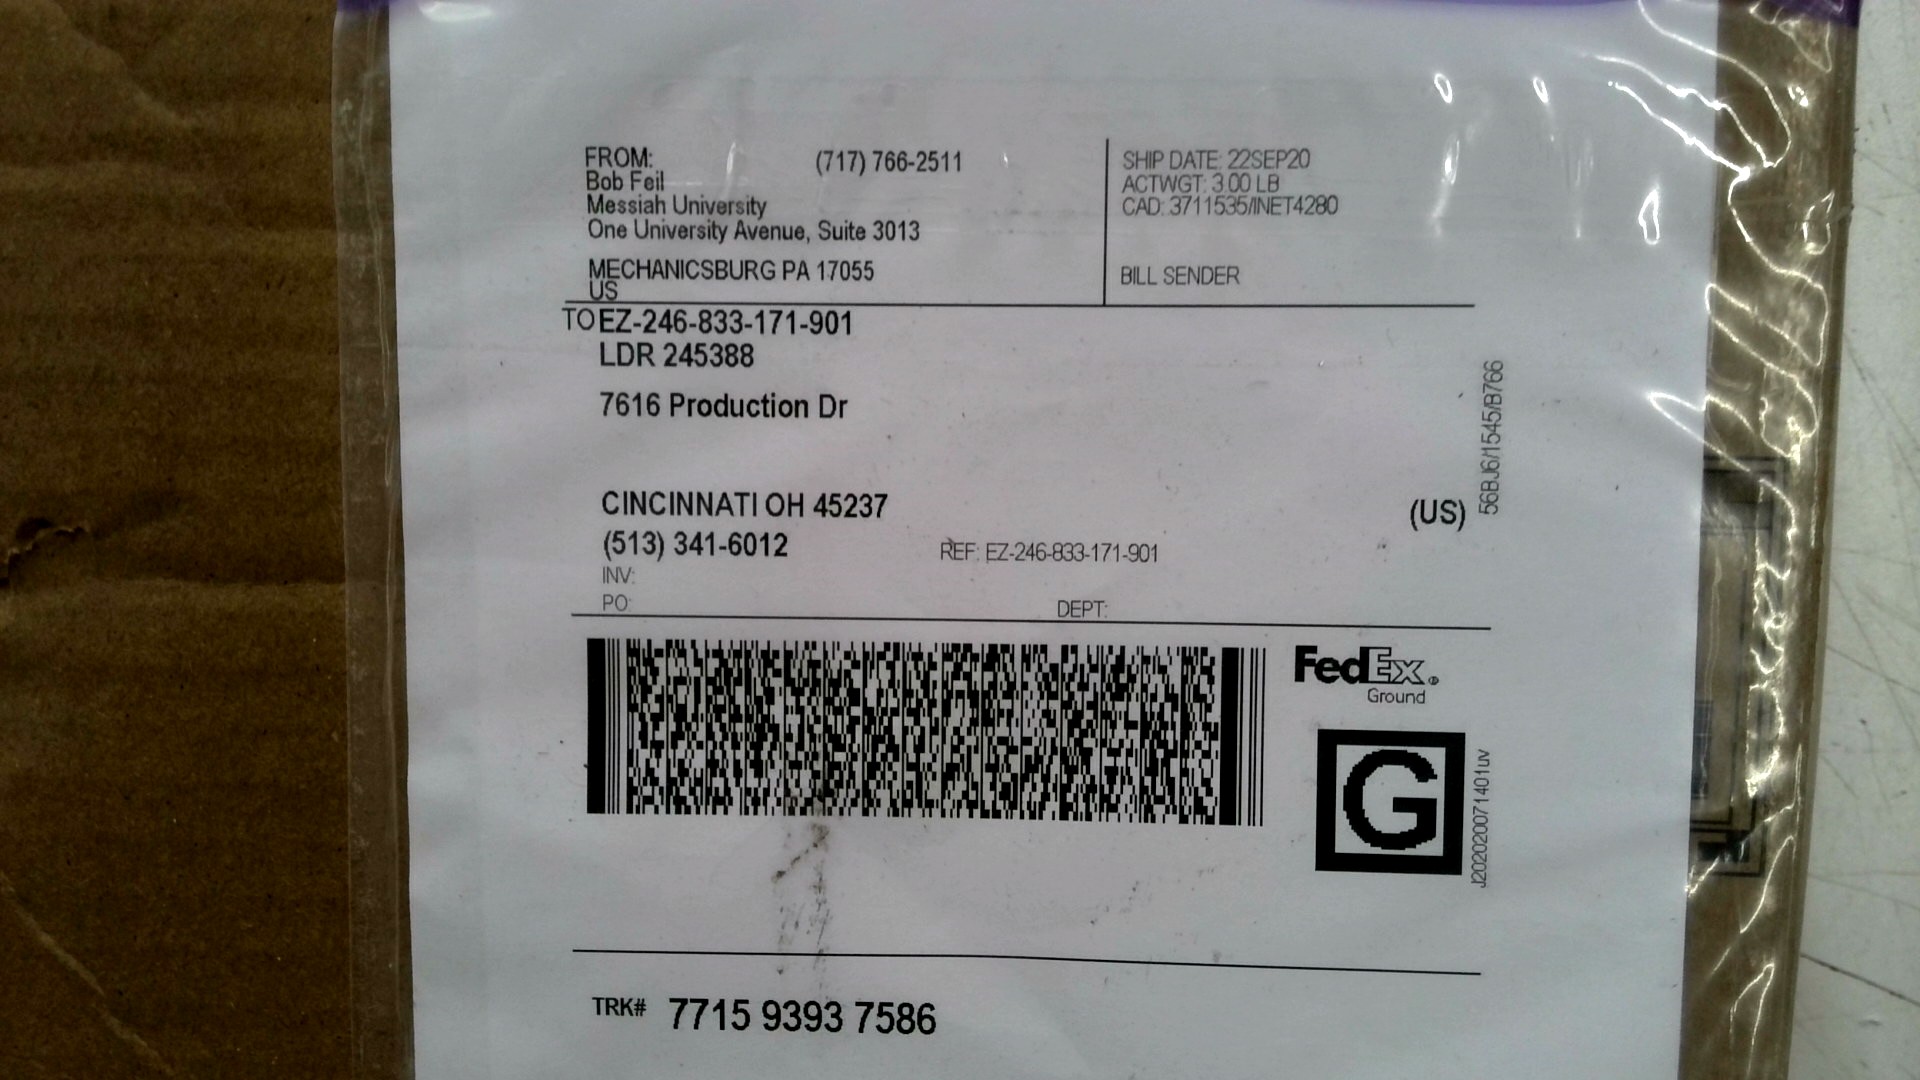 FROM: (717) 766-2511
Bob Feil
Messiah University
One University Avenue, Suite 3013
MECHANICSBURG PA 17055
US
SHIP DATE: 22SEP20
ACTWGT: 3.00 LB
CAD: 3711535/INET4280
BILL SENDER
TO EZ-246-833-171-901
LDR 245388
7616 Production Dr
CINCINNATI OH 45237 (US)
(513) 341-6012 REF: EZ-246-833-171-901
INV:
PO: DEPT:
56BJ6/1545/B766
FedEx®
Ground
G
J202020071401uv
TRK# 7715 9393 7586